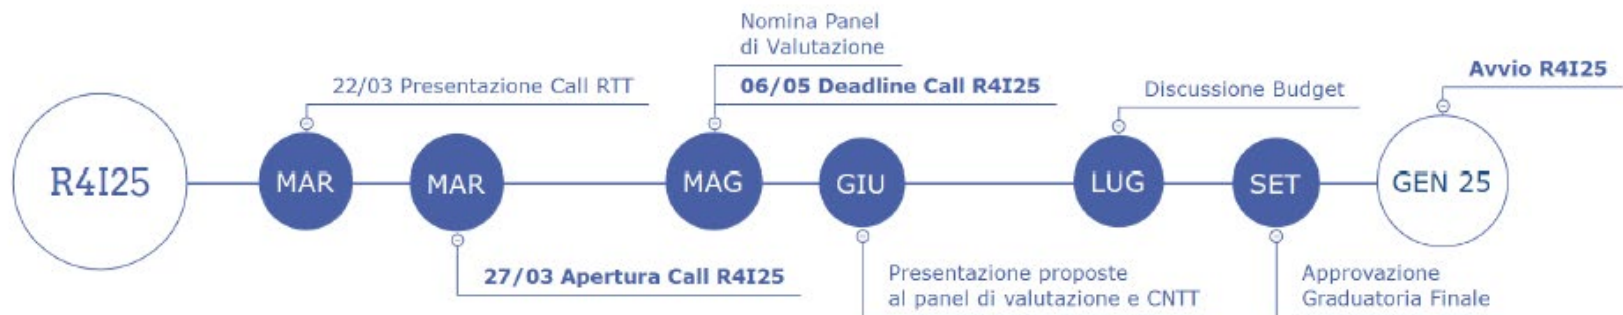 R4I25
MAR
22/03 Presentazione Call RTT
MAR
27/03 Apertura Call R4I25
MAG
Nomina Panel
di Valutazione
06/05 Deadline Call R4I25
GIU
Presentazione proposte
al panel di valutazione e CNTT
LUG
Discussione Budget
SET
Approvazione
Graduatoria Finale
GEN 25
Avvio R4I25